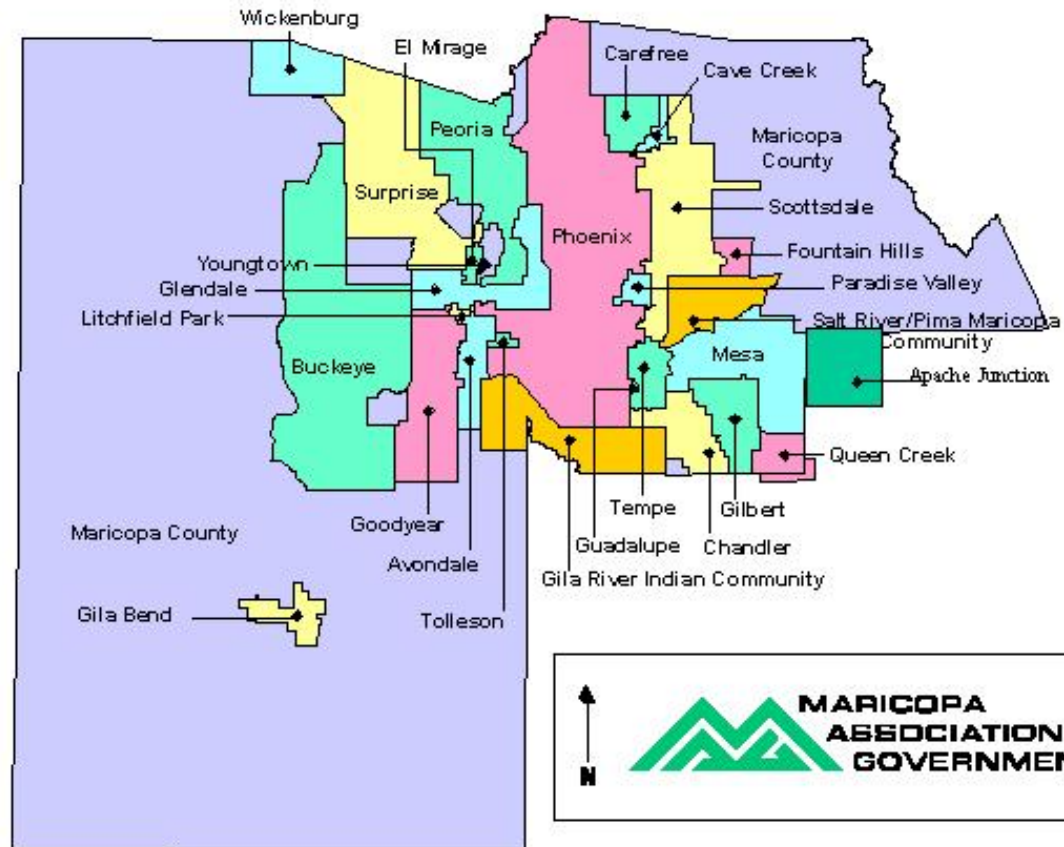 Wickenburg
El Mirage
Carefree
Cave Creek
Peoria
Maricopa
County
Surprise
Scottsdale
Phoenix
Fountain Hills
Youngtown
Paradise Valley
Glendale
Litchfield Park
Salt River/Pima Maricopa
Community
Mesa
Buckeye
Apache Junction
Queen Creek
Goodyear
Tempe
Gilbert
Maricopa County
Guadalupe
Chandler
Avondale
Gila River Indian Community
Gila Bend
Tolleson
N
MARICOPA
ASSOCIATION
GOVERNMEN